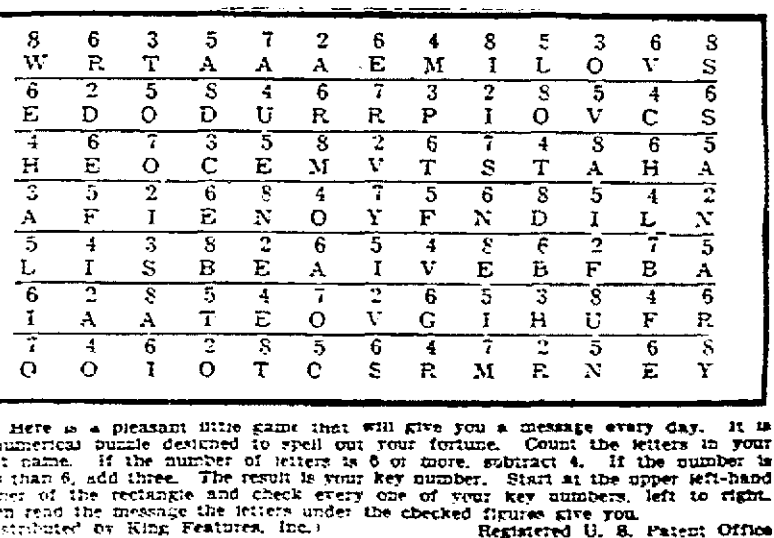 8 6 3 5 7 2 6 4 8 5 3 6 8
W R T A A A E M I L O V S
6 2 5 8 4 6 7 3 2 8 5 4 6
E D O D U R R P I O V C S
4 6 7 3 5 8 2 6 7 4 8 6 5
H E O C E M V T S T A H A
3 5 2 6 8 4 7 5 6 8 5 4 2
A F I E N O Y F N D I L N
5 4 3 8 2 6 5 4 8 6 2 7 5
L I S B E A I V E B F B A
6 2 8 5 4 7 2 6 5 3 8 4 6
I A A T E O V G I H U F R
7 4 6 2 8 5 6 4 7 2 5 6 8
O O I O T C S R M R N E Y
Here is a pleasant little game that will give you a message every day. It is
numerical puzzle designed to spell out your fortune. Count the letters in your
t name. If the number of letters is 6 or more, subtract 4. If the number is
s than 6, add three. The result is your key number. Start at the upper left-hand
ner of the rectangle and check every one of your key numbers, left to right.
en read the message the letters under the checked figures give you.
stributed by King Features, Inc.)
Registered U. S. Patent Office